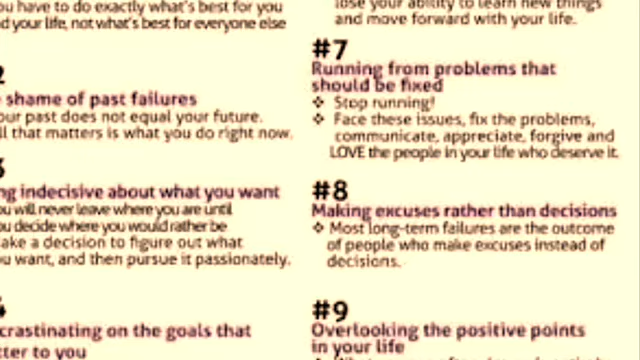 have to do exactly what's best for you
your life, not what's best for everyone else
2
shame of past failures
our past does not equal your future.
ll that matters is what you do right now.
3
ng indecisive about what you want
ou will never leave where you are until
ou decide where you would rather be
ake a decision to figure out what
u want, and then pursue it passionately.
4
crastinating on the goals that
tter to you
lose your ability to learn new things
and move forward with your life.
#7
Running from problems that
should be fixed
❖ Stop running!
❖ Face these issues, fix the problems,
communicate, appreciate, forgive and
LOVE the people in your life who deserve it.
#8
Making excuses rather than decisions
❖ Most long-term failures are the outcome
of people who make excuses instead of
decisions.
#9
Overlooking the positive points
in your life